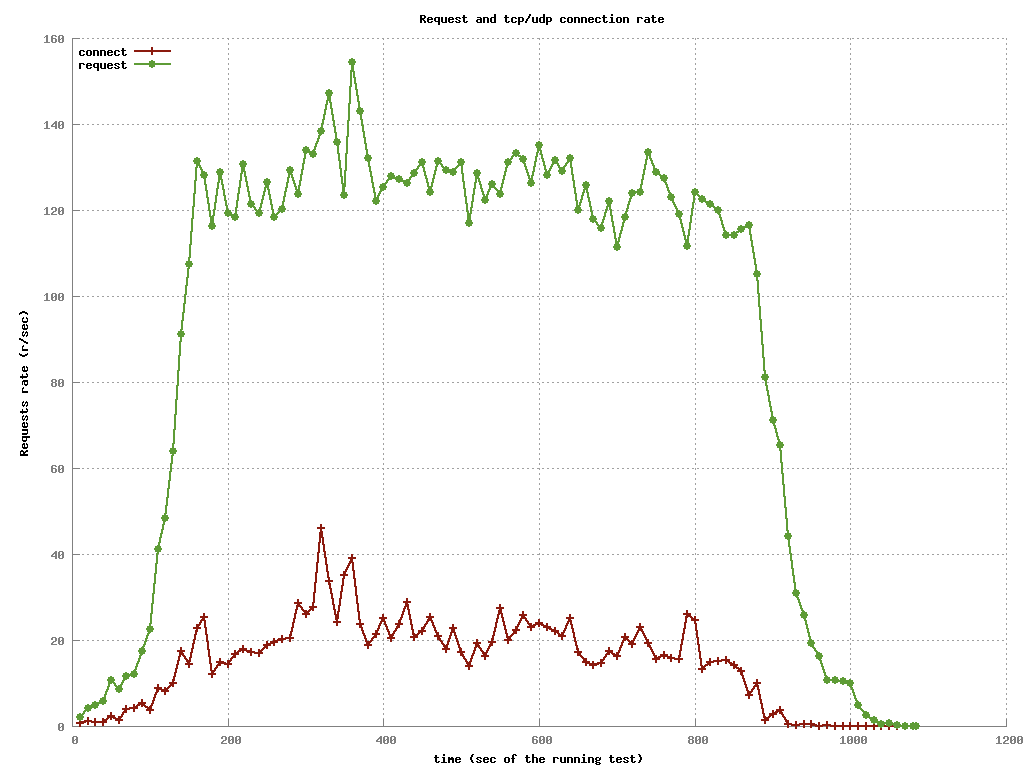 Request and tcp/udp connection rate
160
connect
request
140
120
100
80
60
40
20
0
Requests rate (r/sec)
0 200 400 600 800 1000 1200
time (sec of the running test)